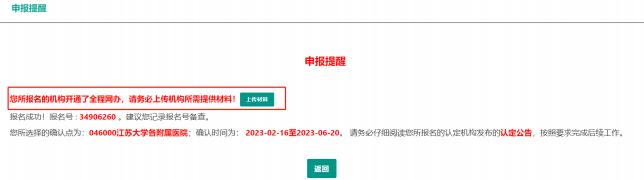 申报提醒
申报提醒
您所报名的机构开通了全程网办，请务必上传机构所需提供材料！ 上传材料
报名成功！报名号：34906260 。建议您记录报名号备查。
您所选择的确认点为：046000江苏大学各附属医院；确认时间为： 2023-02-16至2023-06-20。 请务必仔细阅读您所报名的认定机构发布的认定公告，按照要求完成后续工作。
返回